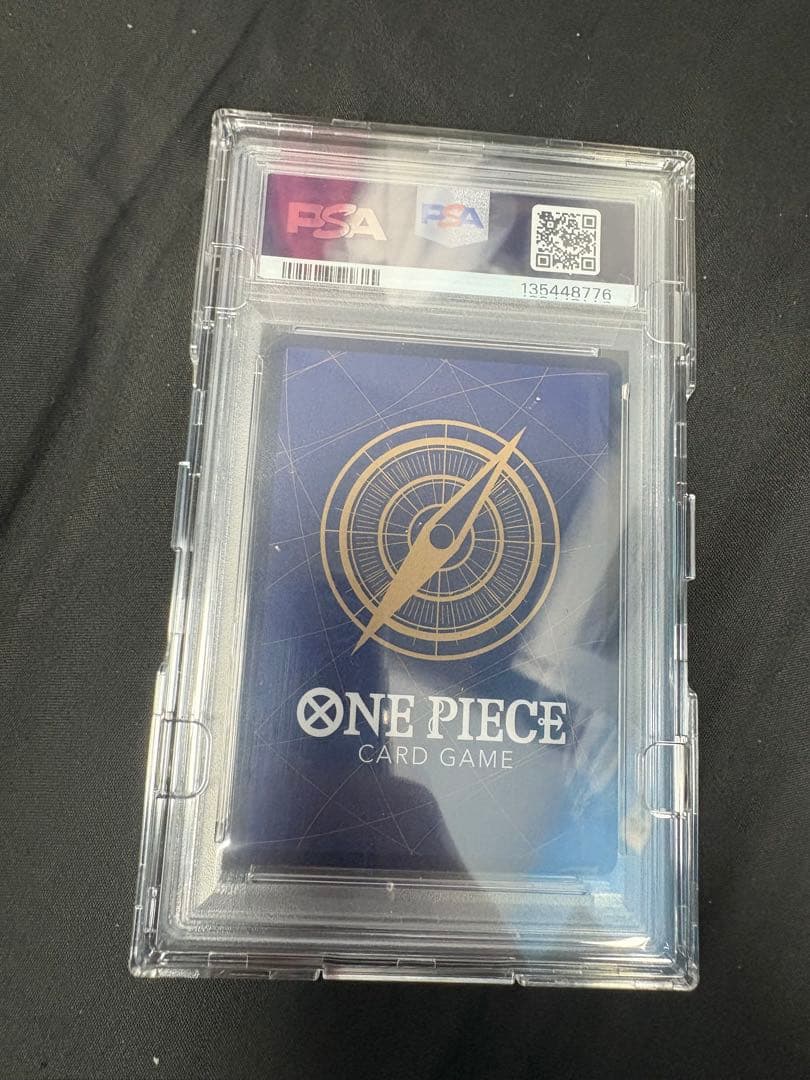 PSA
PSA
135448776
ONE PIECE
CARD GAME